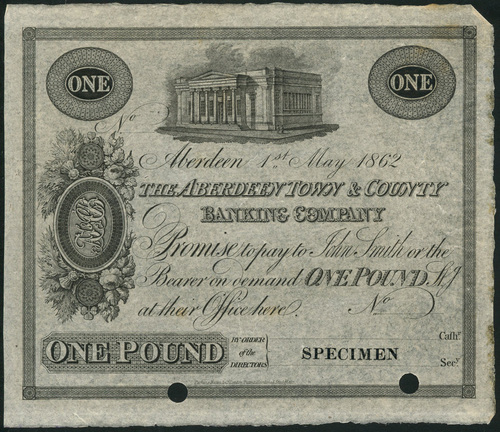 ONE ONE
No
Aberdeen 1st May 1862
THE ABERDEEN TOWN & COUNTY
BANKING COMPANY
Promise to pay to John Smith or the
Bearer on demand ONE POUND
at their Office here. No
ONE POUND BY ORDER of the DIRECTORS SPECIMEN
Cashr
Secy